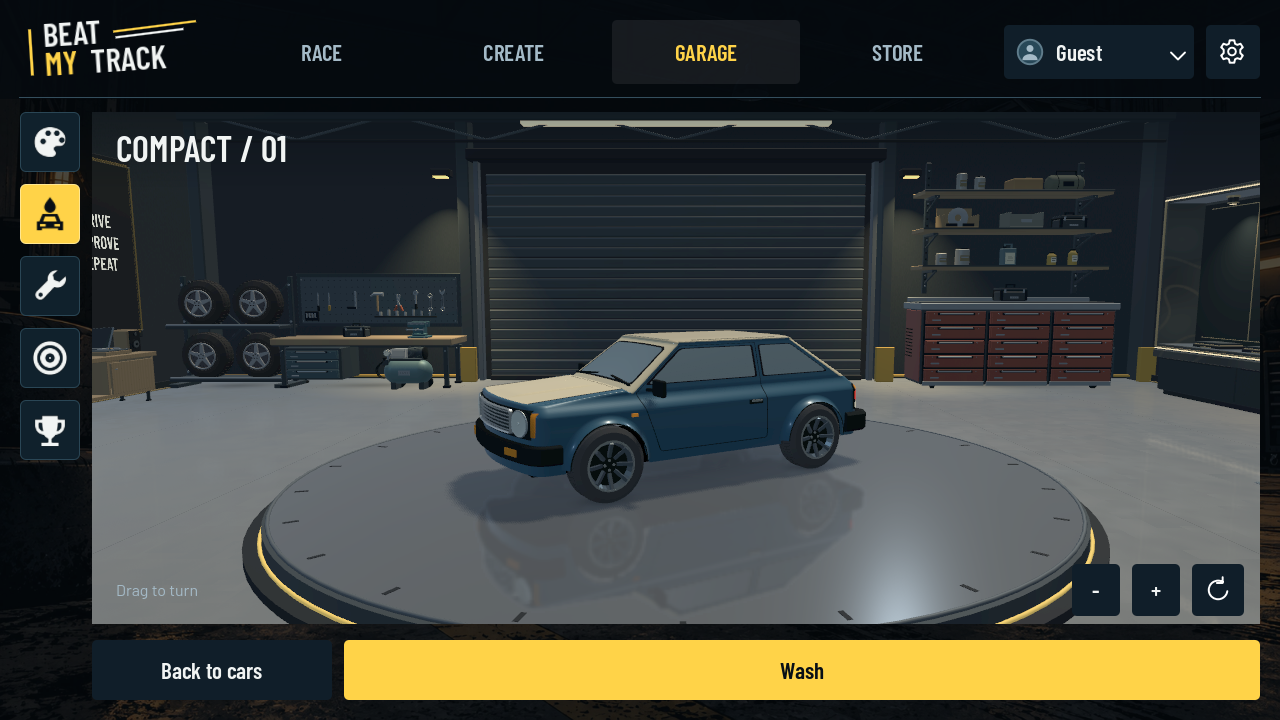 BEAT
MY TRACK
RACE
CREATE
GARAGE
STORE
Guest
COMPACT / 01
RIVE
PROVE
EPEAT
Drag to turn
-
+
Back to cars
Wash